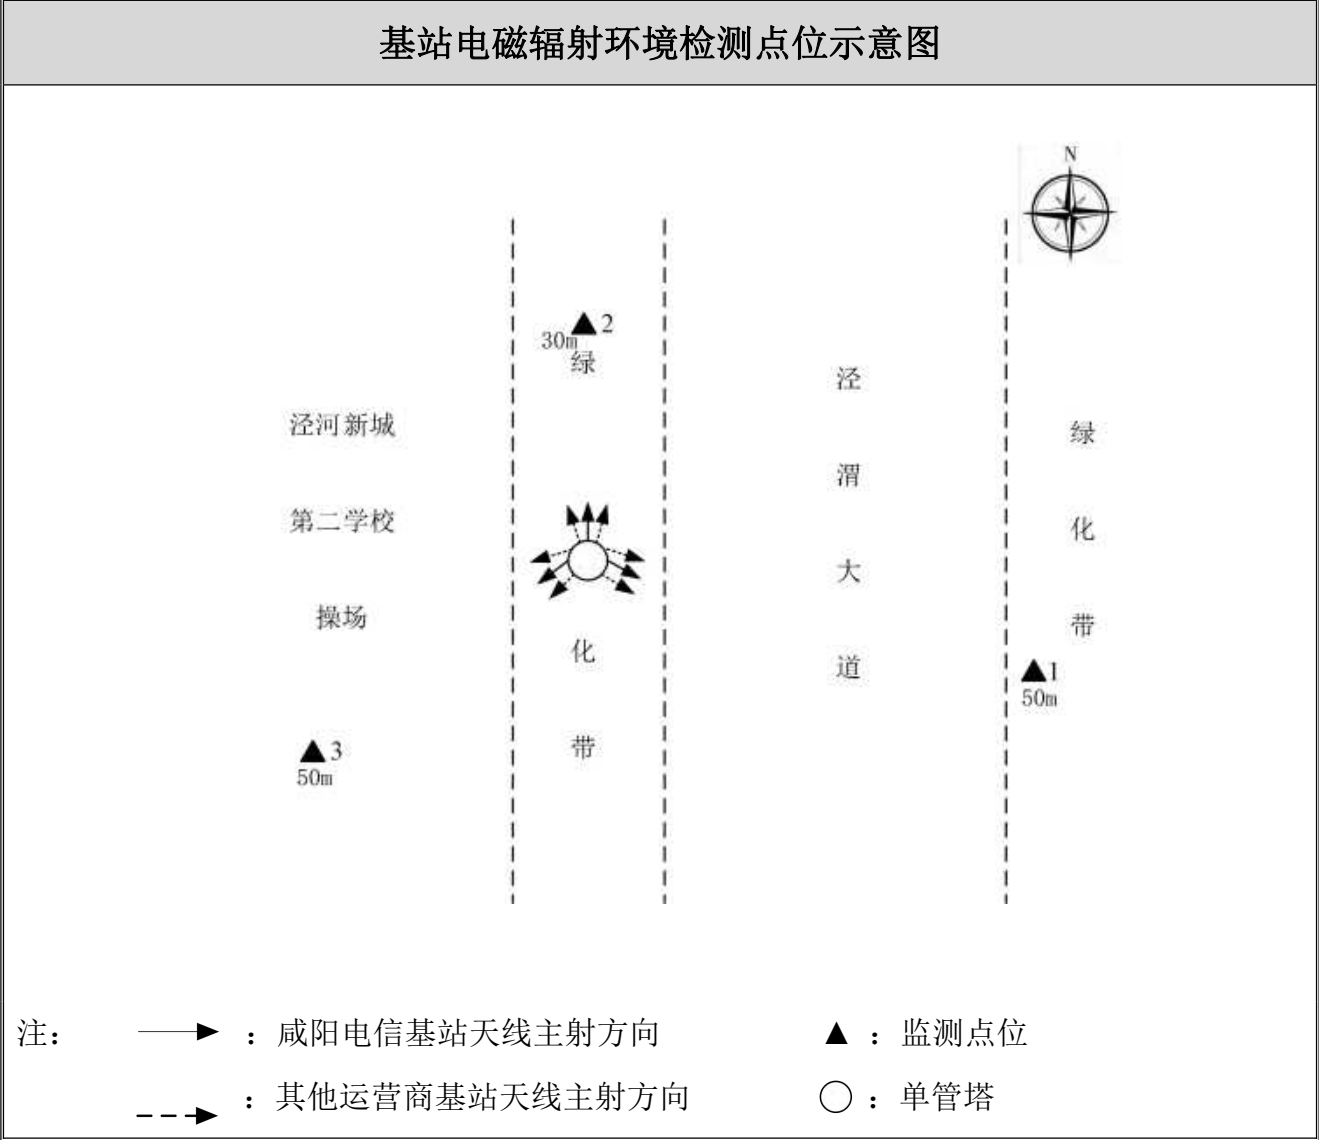 基站电磁辐射环境检测点位示意图
N
▲2
30m
绿
化
带
泾河新城
第二学校
操场
▲3
50m
泾
渭
大
道
绿
化
带
▲1
50m
注：
：咸阳电信基站天线主射方向
▲：监测点位
：其他运营商基站天线主射方向
○：单管塔